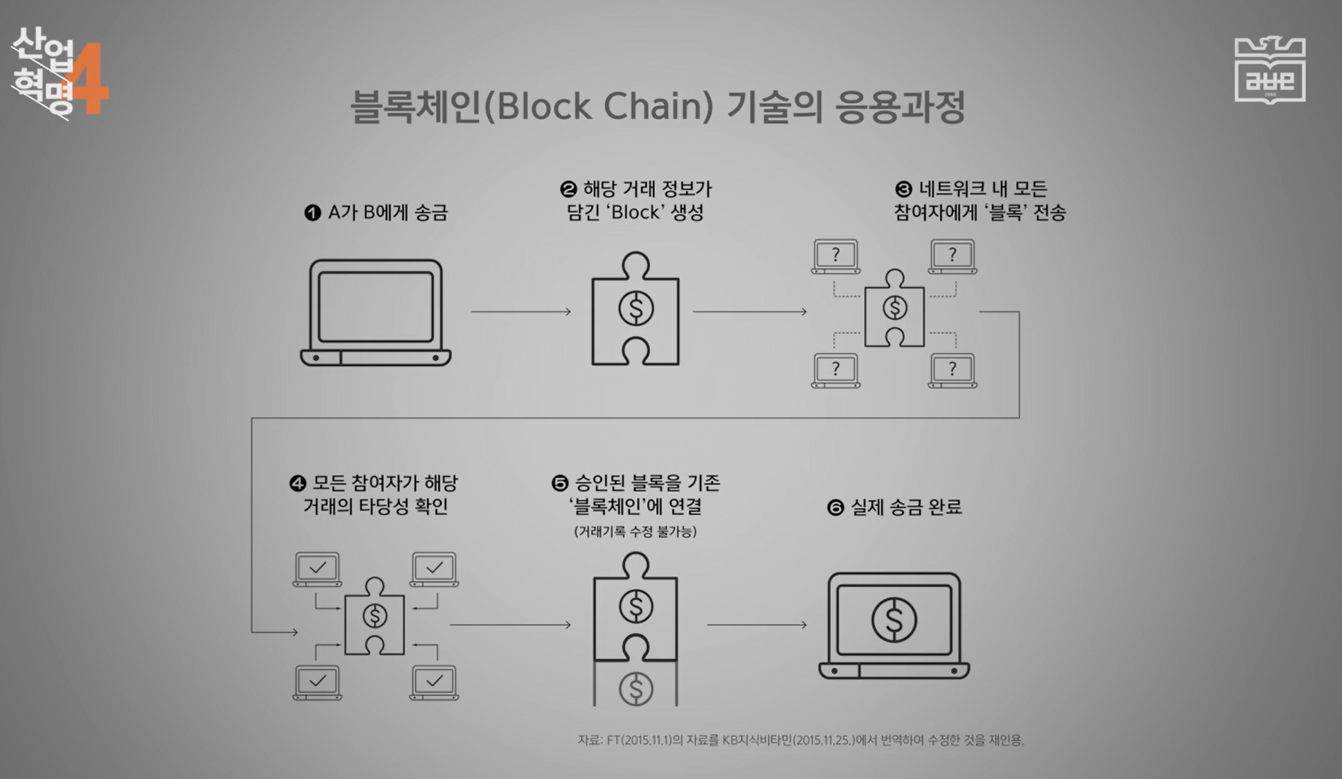 산업
혁명4
블록체인(Block Chain) 기술의 응용과정
❶ A가 B에게 송금
❷ 해당 거래 정보가
담긴 ‘Block’ 생성
❸ 네트워크 내 모든
참여자에게 ‘블록’ 전송
$
$
?
?
?
?
❹ 모든 참여자가 해당
거래의 타당성 확인
❺ 승인된 블록을 기존
‘블록체인’에 연결
(거래기록 수정 불가능)
❻ 실제 송금 완료
$
$
$
$
자료: FT(2015.11.1)의 자료를 KB지식비타민(2015.11.25.)에서 번역하여 수정한 것을 재인용.